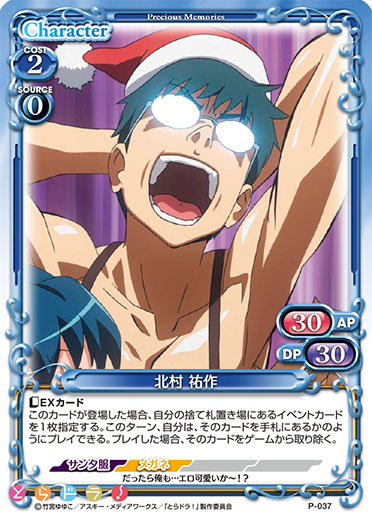 Precious Memories
Character
COST
2
SOURCE
0
30 AP
DP 30
北村 祐作
EXカード
このカードが登場した場合、自分の捨て札置き場にあるイベントカード
を1枚指定する。このターン、自分は、そのカードを手札にあるかのよ
うにプレイできる。プレイした場合、そのカードをゲームから取り除く。
サンタ服 メガネ
だったら俺も…エロ可愛いか~!?
とらドラ!
©竹宮ゆゆこ/アスキー・メディアワークス/「とらドラ!」製作委員会
P-037